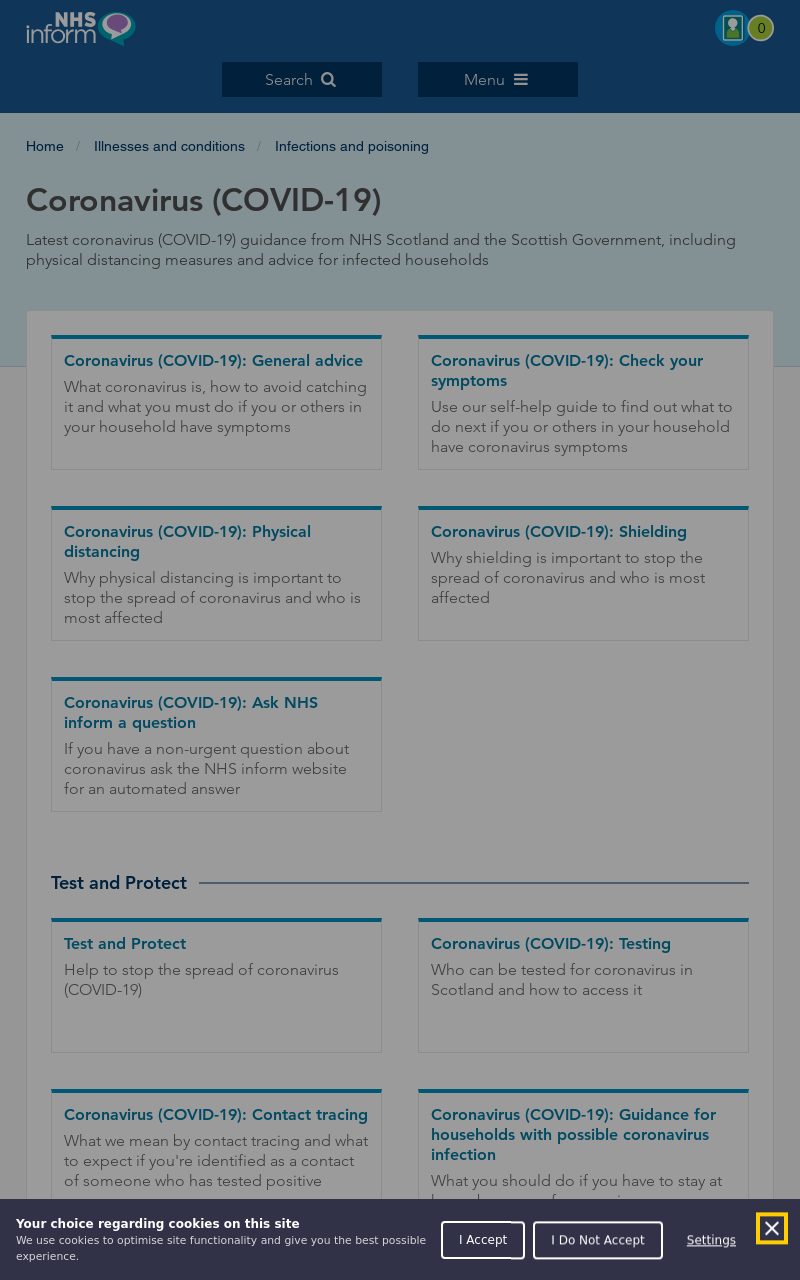 NHS
inform
0
Search
Menu
Home / Illnesses and conditions / Infections and poisoning
Coronavirus (COVID-19)
Latest coronavirus (COVID-19) guidance from NHS Scotland and the Scottish Government, including
physical distancing measures and advice for infected households
Coronavirus (COVID-19): General advice
What coronavirus is, how to avoid catching
it and what you must do if you or others in
your household have symptoms
Coronavirus (COVID-19): Check your
symptoms
Use our self-help guide to find out what to
do next if you or others in your household
have coronavirus symptoms
Coronavirus (COVID-19): Physical
distancing
Why physical distancing is important to
stop the spread of coronavirus and who is
most affected
Coronavirus (COVID-19): Shielding
Why shielding is important to stop the
spread of coronavirus and who is most
affected
Coronavirus (COVID-19): Ask NHS
inform a question
If you have a non-urgent question about
coronavirus ask the NHS inform website
for an automated answer
Test and Protect
Test and Protect
Help to stop the spread of coronavirus
(COVID-19)
Coronavirus (COVID-19): Testing
Who can be tested for coronavirus in
Scotland and how to access it
Coronavirus (COVID-19): Contact tracing
What we mean by contact tracing and what
to expect if you're identified as a contact
of someone who has tested positive
Coronavirus (COVID-19): Guidance for
households with possible coronavirus
infection
What you should do if you have to stay at
Your choice regarding cookies on this site
We use cookies to optimise site functionality and give you the best possible
experience.
I Accept
I Do Not Accept
Settings